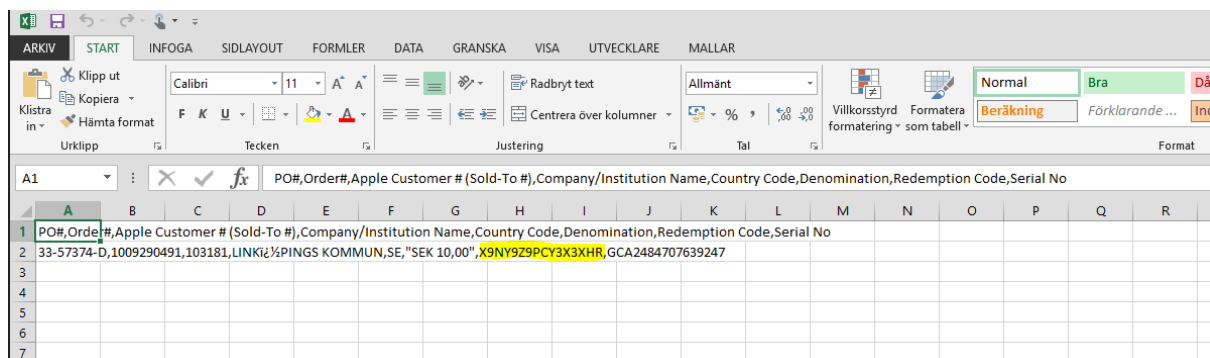 ARKIV START INFOGA SIDLAYOUT FORMLER DATA GRANSKA VISA UTVECKLARE MALLAR
Klistra in
Klipp ut
Kopiera
Hämta format
Urklipp
Calibri 11 A A
F K U A
Tecken
Radbryt text
Centrera över kolumner
Justering
Allmänt
%
Tal
Villkorsstyrd formatering
Formatera som tabell
Normal Bra Då
Beräkning Förklarande ... Ind
Format
A1 fx PO#,Order#,Apple Customer # (Sold-To #),Company/Institution Name,Country Code,Denomination,Redemption Code,Serial No
A B C D E F G H I J K L M N O P Q R
1 PO#,Order#,Apple Customer # (Sold-To #),Company/Institution Name,Country Code,Denomination,Redemption Code,Serial No
2 33-57374-D,1009290491,103181,LINKï¿½PINGS KOMMUN,SE,"SEK 10,00",X9NY9Z9PCY3X3XHR,GCA2484707639247
3
4
5
6
7